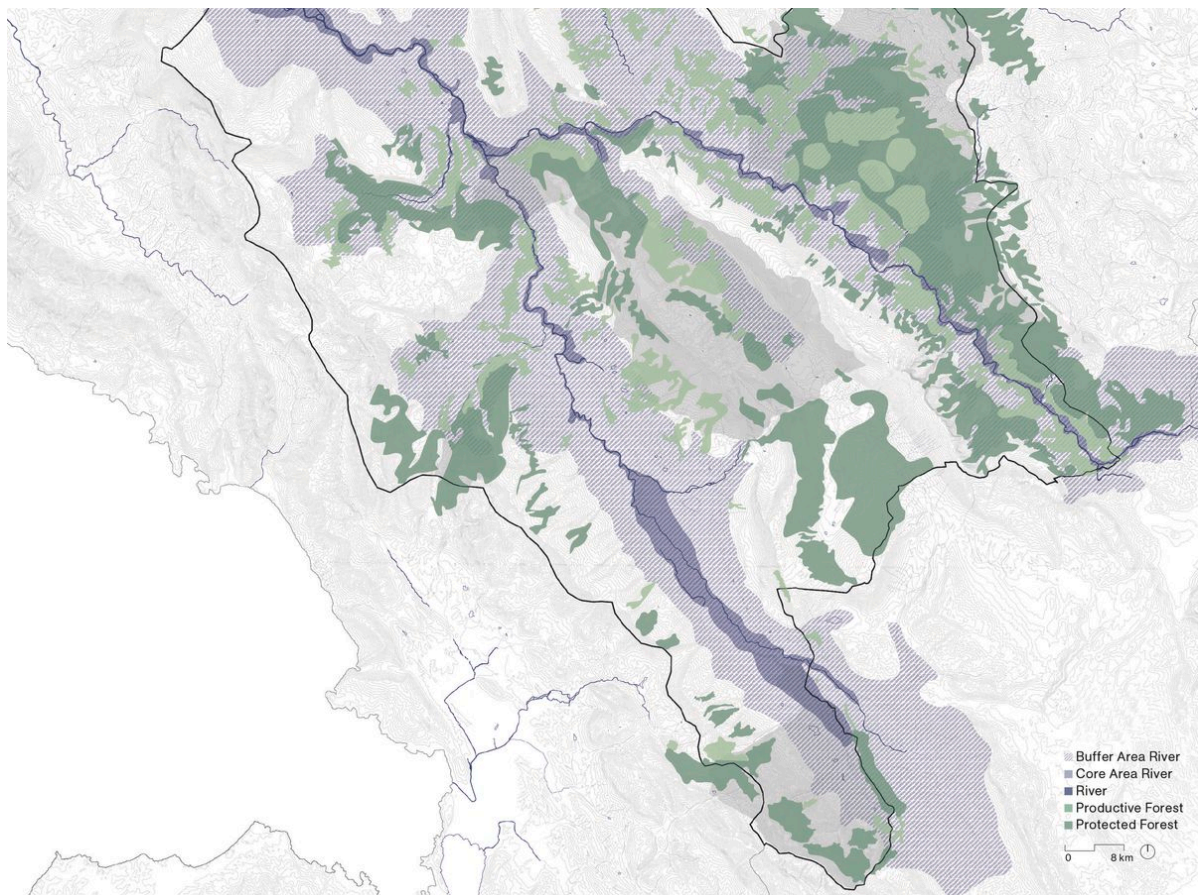 Buffer Area River
Core Area River
River
Productive Forest
Protected Forest
0 8 km